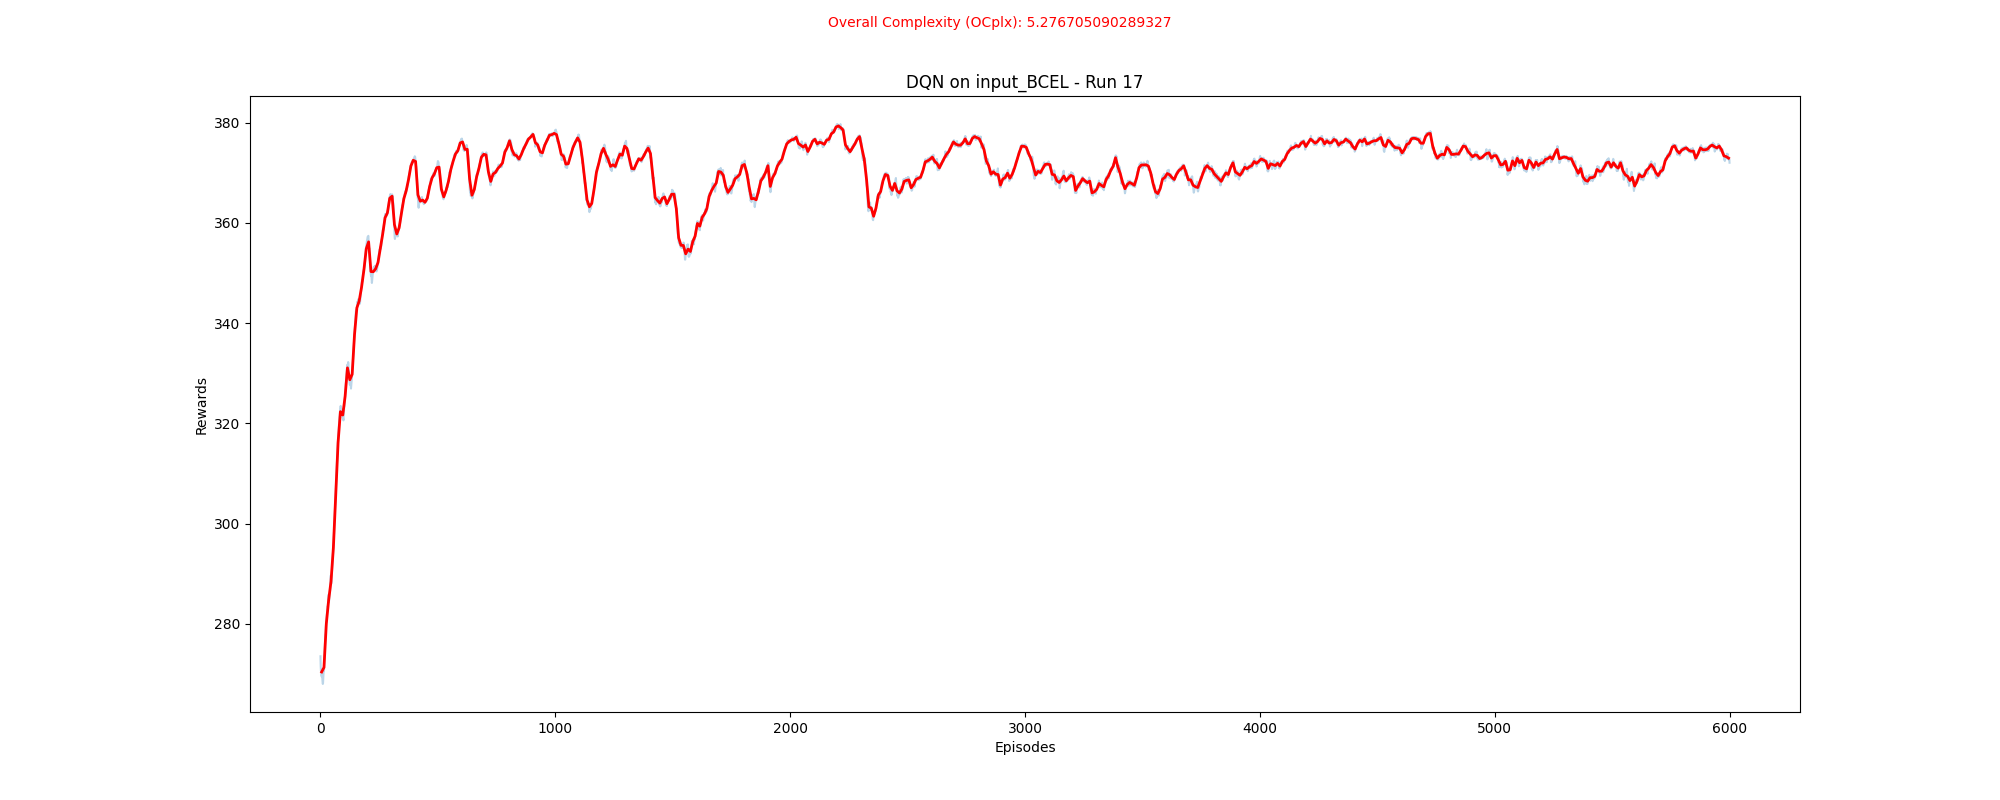 Overall Complexity (OCplx): 5.276705090289327
DQN on input_BCEL - Run 17
380
360
340
320
300
280
Rewards
0 1000 2000 3000 4000 5000 6000
Episodes